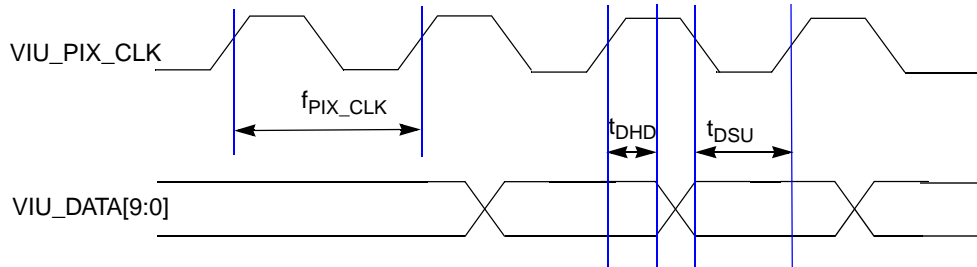 VIU_PIX_CLK
fPIX_CLK
tDHD
tDSU
VIU_DATA[9:0]